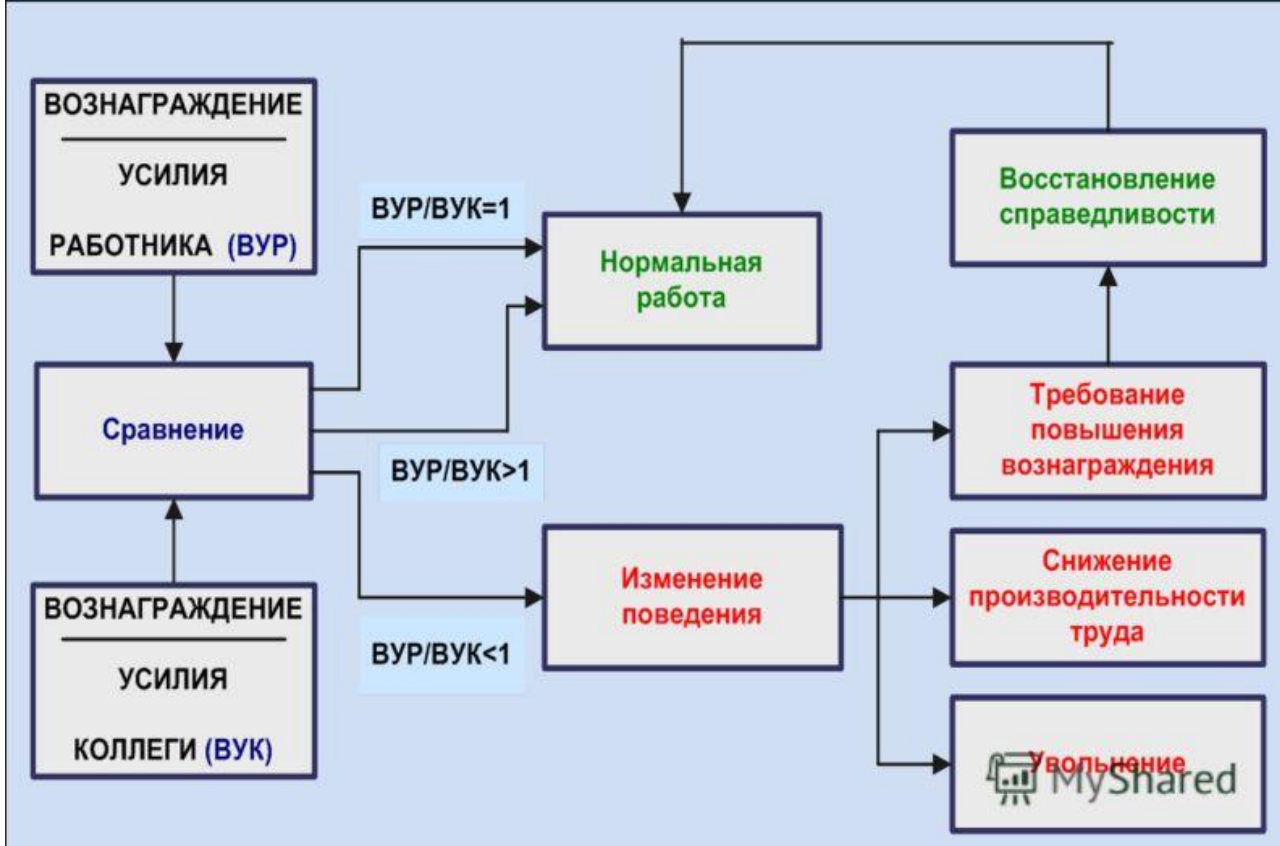 ВОЗНАГРАЖДЕНИЕ
УСИЛИЯ
РАБОТНИКА (ВУР)
Сравнение
ВОЗНАГРАЖДЕНИЕ
УСИЛИЯ
КОЛЛЕГИ (ВУК)
ВУР/ВУК=1
ВУР/ВУК>1
ВУР/ВУК<1
Нормальная
работа
Изменение
поведения
Восстановление
справедливости
Требование
повышения
вознаграждения
Снижение
производительности
труда
Увольнение
MyShared